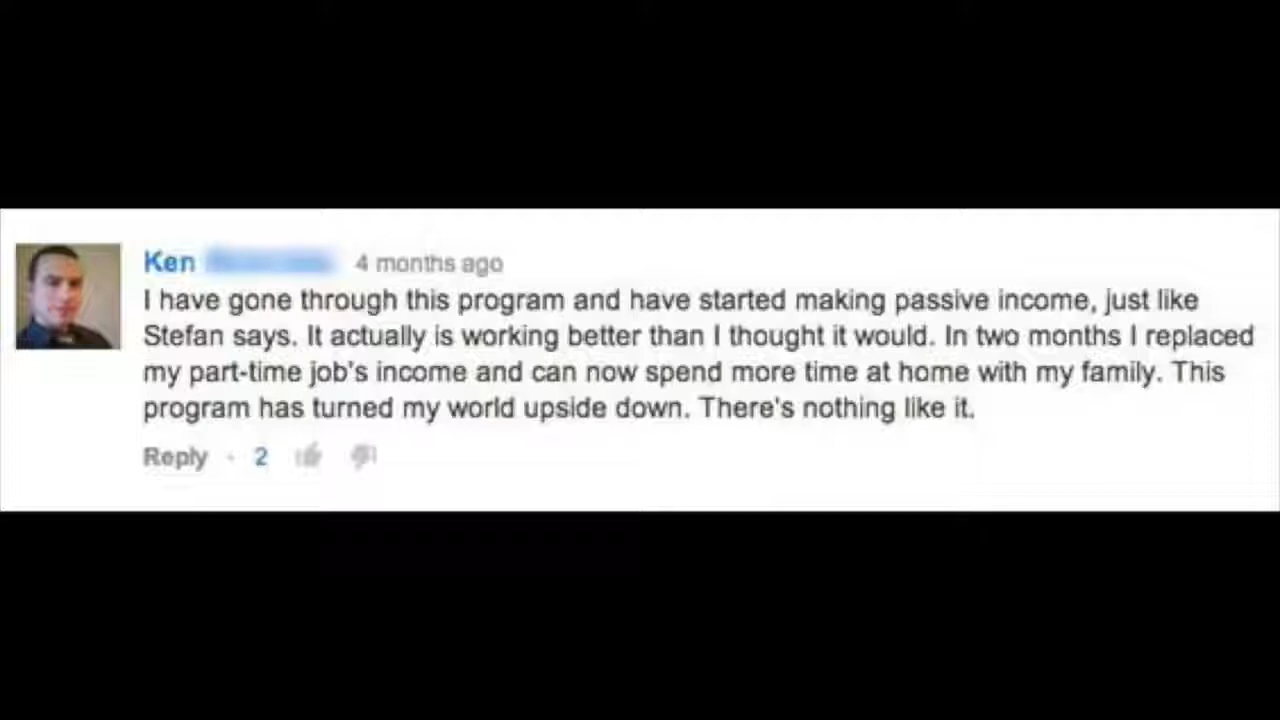 Ken 4 months ago
I have gone through this program and have started making passive income, just like
Stefan says. It actually is working better than I thought it would. In two months I replaced
my part-time job's income and can now spend more time at home with my family. This
program has turned my world upside down. There's nothing like it.
Reply · 2